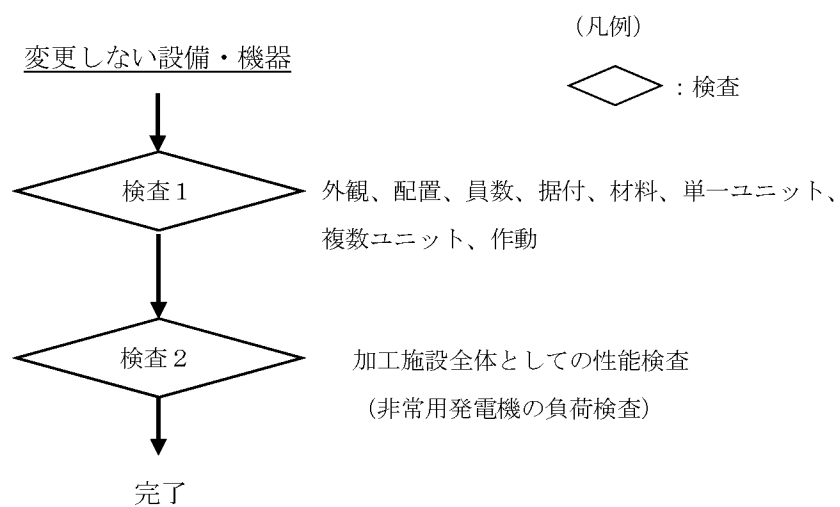 (凡例)
変更しない設備・機器
:検査
検査1
外観、配置、員数、据付、材料、単一ユニット、
複数ユニット、作動
検査2
加工施設全体としての性能検査
(非常用発電機の負荷検査)
完了